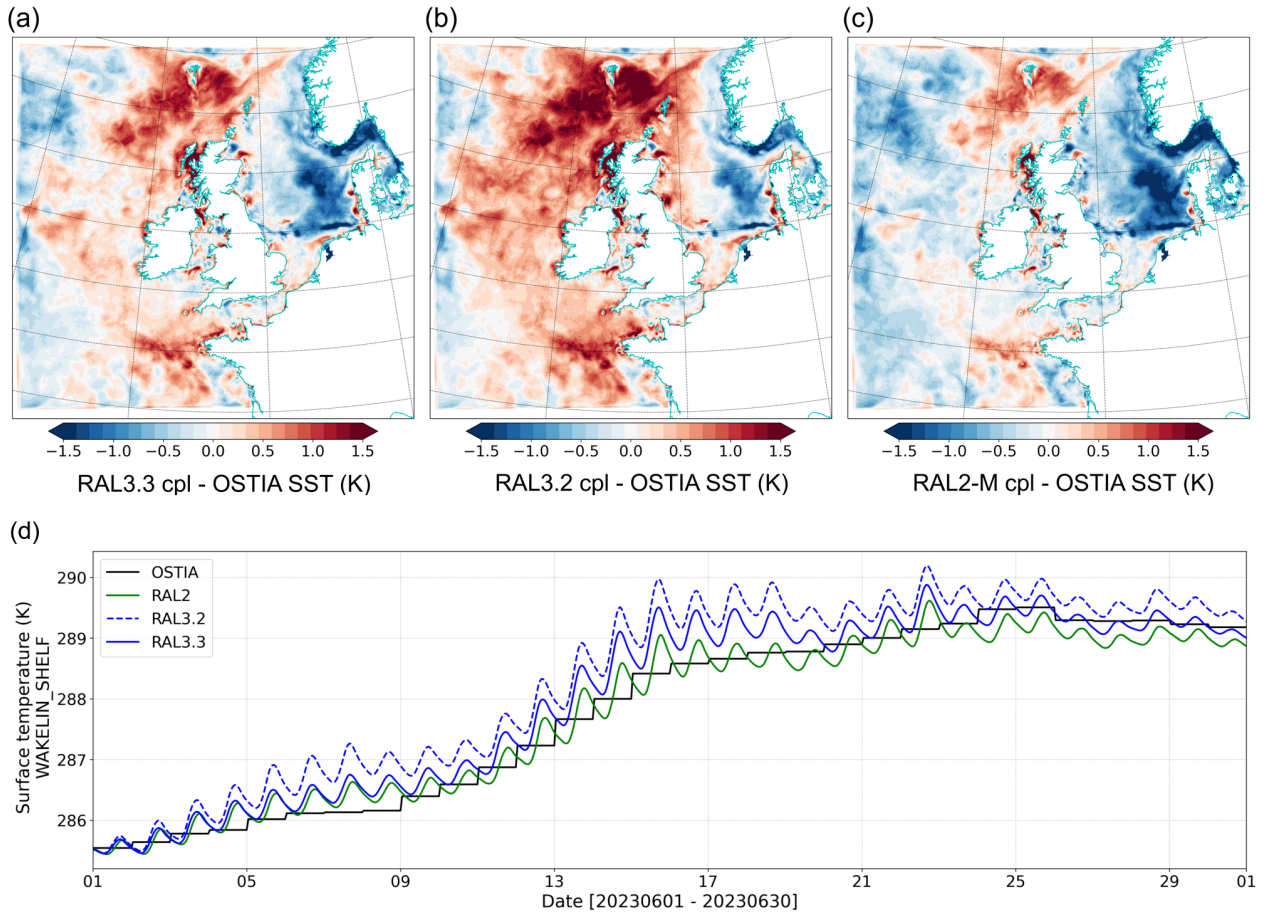 (a)
(b)
(c)
−1.5 −1.0 −0.5 0.0 0.5 1.0 1.5
−1.5 −1.0 −0.5 0.0 0.5 1.0 1.5
−1.5 −1.0 −0.5 0.0 0.5 1.0 1.5
RAL3.3 cpl - OSTIA SST (K)
RAL3.2 cpl - OSTIA SST (K)
RAL2-M cpl - OSTIA SST (K)
(d)
Surface temperature (K)
WAKELIN_SHELF
290
289
288
287
286
OSTIA
RAL2
RAL3.2
RAL3.3
01 05 09 13 17 21 25 29 01
Date [20230601 - 20230630]